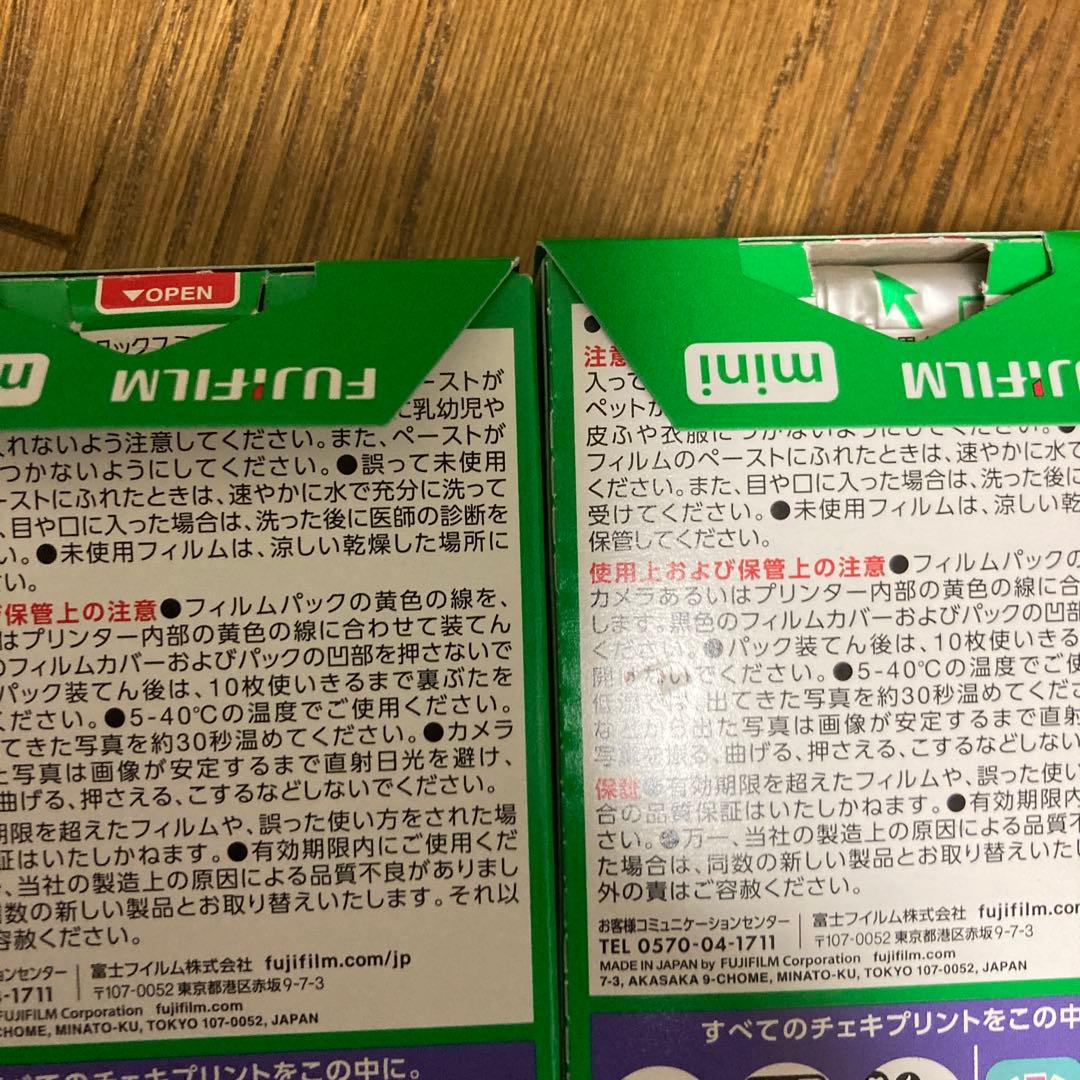 ▼OPEN
FUJIFILM
ーストが
に乳幼児や
れないよう注意してください。また、ペーストが
つかないようにしてください。●誤って未使用
ーストにふれたときは、速やかに水で充分に洗って
、目や口に入った場合は、洗った後に医師の診断を
い。●未使用フィルムは、涼しい乾燥した場所に
さい。
保管上の注意●フィルムパックの黄色の線を、
はプリンター内部の黄色の線に合わせて装てん
のフィルムカバーおよびパックの凹部を押さないで
パック装てん後は、10枚使いきるまで裏ぶたを
ください。●5-40℃の温度でご使用ください。
てきた写真を約30秒温めてください。●カメラ
た写真は画像が安定するまで直射日光を避け、
曲げる、押さえる、こするなどしないでください。
期限を超えたフィルムや、誤った使い方をされた場
証はいたしかねます。●有効期限内にご使用くだ
、当社の製造上の原因による品質不良がありまし
数の新しい製品とお取り替えいたします。それ以
容赦ください。
ションセンター
富士フイルム株式会社 fujifilm.com/jp
-1711
〒107-0052 東京都港区赤坂9-7-3
FUJIFILM Corporation fujifilm.com
CHOME, MINATO-KU, TOKYO 107-0052, JAPAN
てのチェキプリントをこの中に。
mini
FUJIFILM
注意
入って
ペットが
皮ふや衣服につかないようにしてください。●
フィルムのペーストにふれたときは、速やかに水で
ください。また、目や口に入った場合は、洗った後に
受けてください。●未使用フィルムは、涼しい乾
保管してください。
使用上および保管上の注意●フィルムパックの
カメラあるいはプリンター内部の黄色の線に合
します。黒色のフィルムカバーおよびパックの凹部
ください。●パック装てん後は、10枚使いきる
開 ないでください。●5-40℃の温度でご使
低 出てきた写真を約30秒温めてくださ
な から出た写真は画像が安定するまで直射
写真を振る、曲げる、押さえる、こするなどしない
保証●有効期限を超えたフィルムや、誤った使い
合の品質保証はいたしかねます。●有効期限内
さい。●万一、当社の製造上の原因による品質不
た場合は、同数の新しい製品とお取り替えいた
外の責はご容赦ください。
お客様コミュニケーションセンター
富士フイルム株式会社 fujifilm.com
TEL 0570-04-1711
〒107-0052 東京都港区赤坂9-7-3
MADE IN JAPAN by FUJIFILM Corporation fujifilm.com
7-3, AKASAKA 9-CHOME, MINATO-KU, TOKYO 107-0052, JAPAN
すべてのチェキプリントをこの中